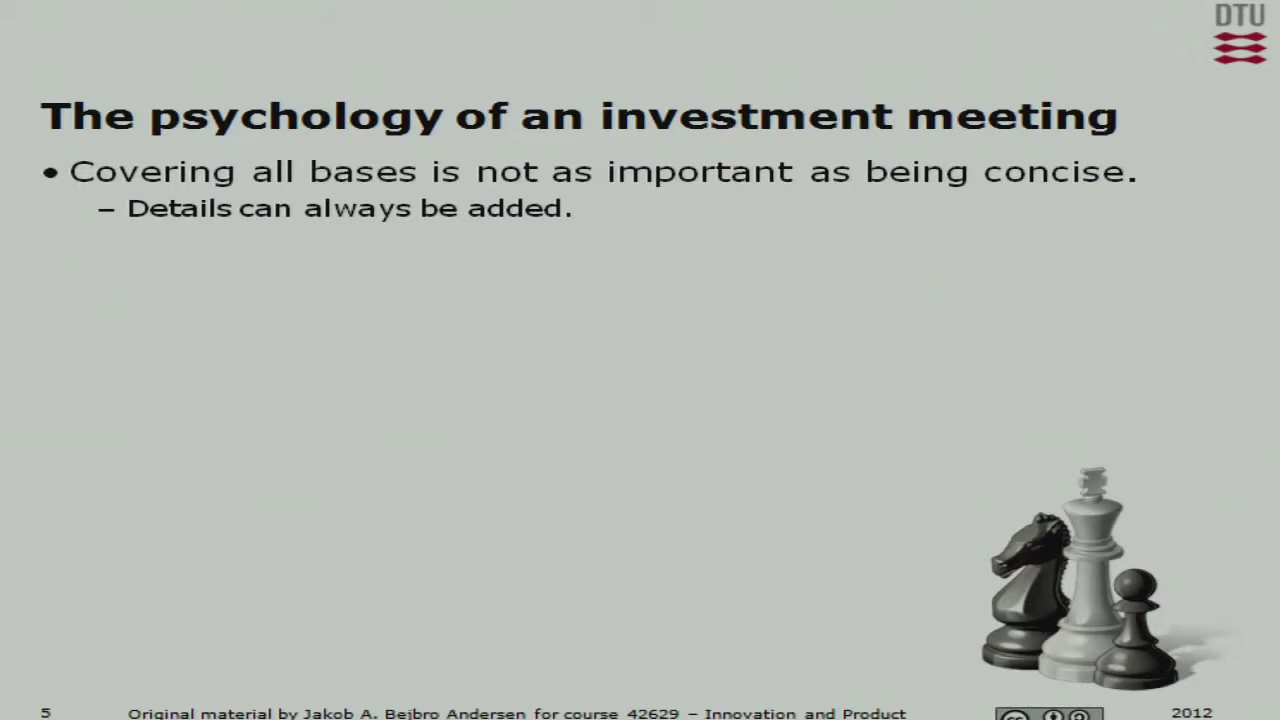 DTU
The psychology of an investment meeting
• Covering all bases is not as important as being concise.
– Details can always be added.
5 Original material by Jakob A. Bejbro Andersen for course 42629 – Innovation and Product 2012
cc